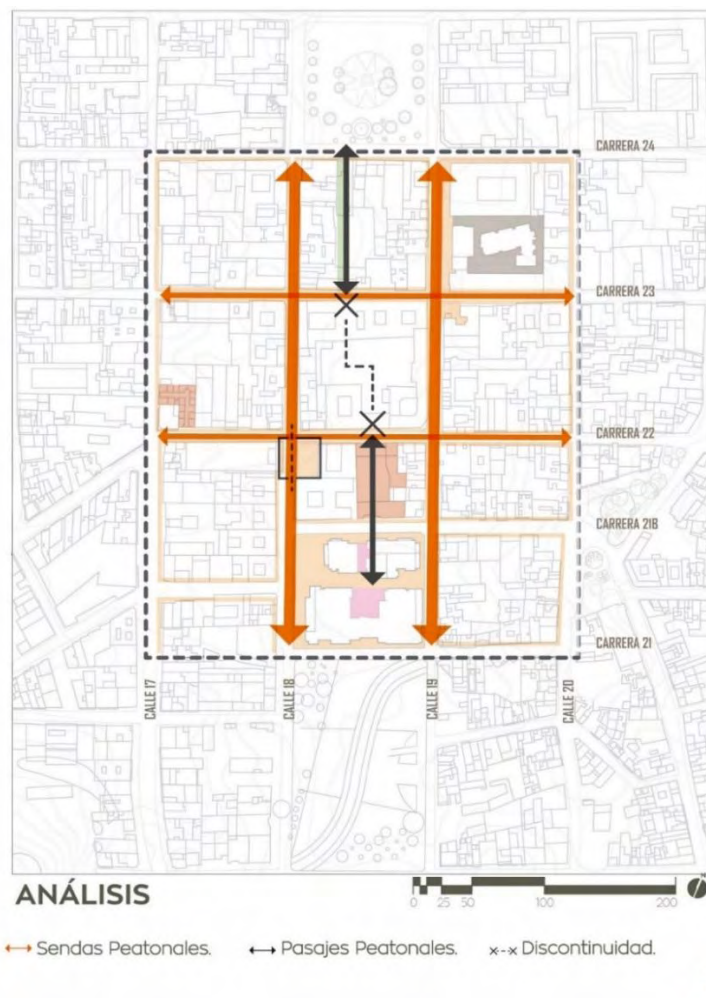 CARRERA 24
CARRERA 23
CARRERA 22
CARRERA 21B
CARRERA 21
CALLE 17
CALLE 18
CALLE 19
CALLE 20
ANÁLISIS
0 25 50 100 200
Sendas Peatonales. Pasajes Peatonales. x--x Discontinuidad.